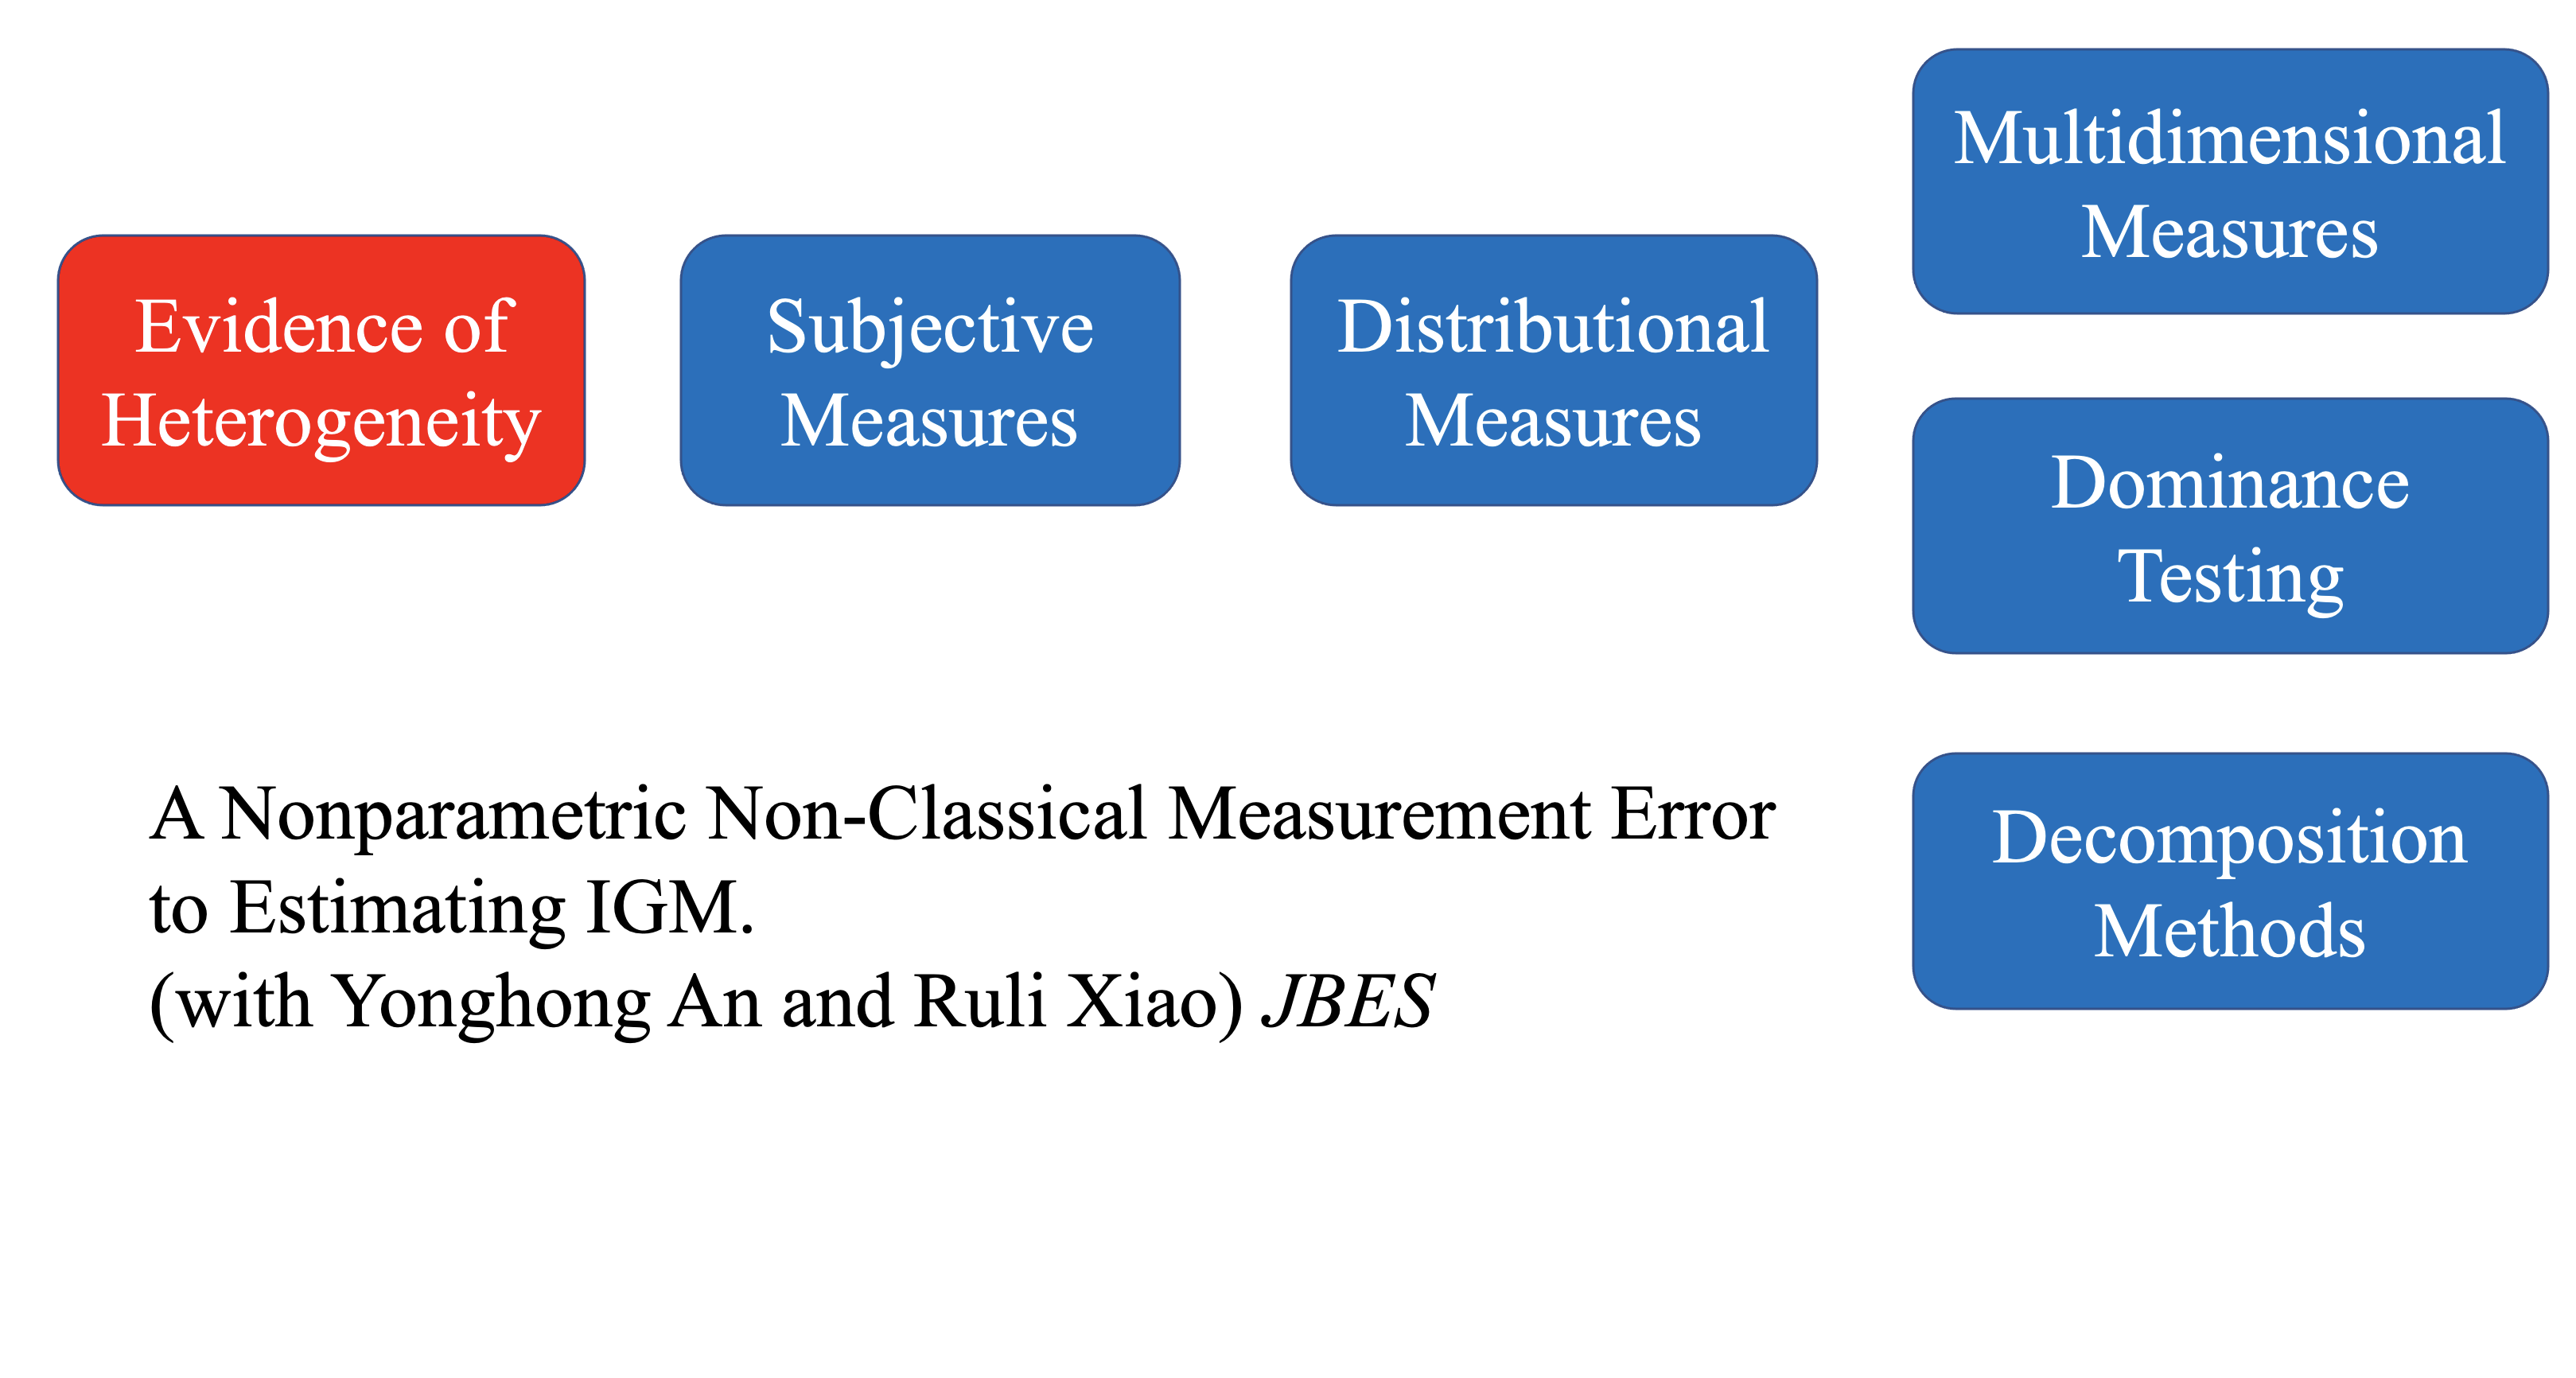 Evidence of
Heterogeneity
Subjective
Measures
Distributional
Measures
Multidimensional
Measures
Dominance
Testing
Decomposition
Methods
A Nonparametric Non-Classical Measurement Error
to Estimating IGM.
(with Yonghong An and Ruli Xiao) JBES